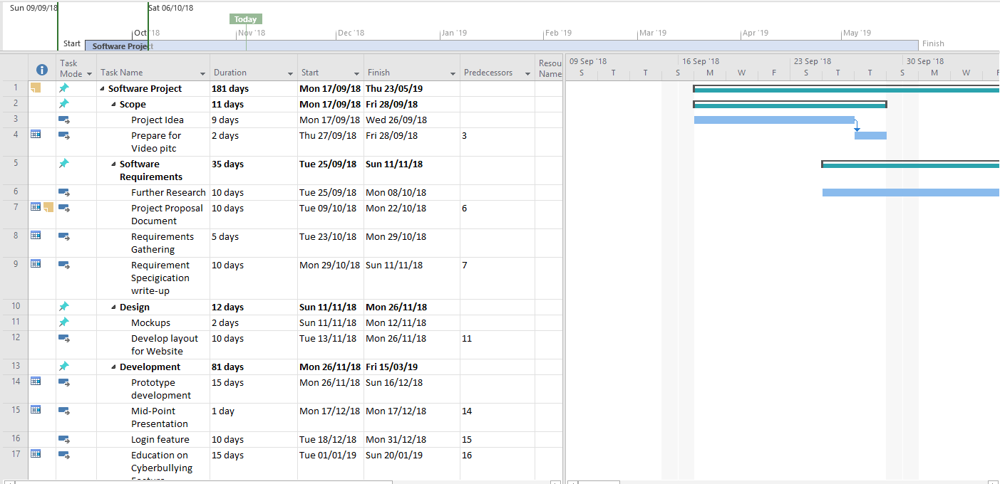 Sun 09/09/18 Sat 06/10/18
Today
Oct '18 Nov '18 Dec '18 Jan '19 Feb '19 Mar '19 Apr '19 May '19
Start Software Project Finish
Task Mode Task Name Duration Start Finish Predecessors Resou Name
09 Sep '18 16 Sep '18 23 Sep '18 30 Sep '18
S T T S M W F S T T S M W F
1 Software Project 181 days Mon 17/09/18 Thu 23/05/19
2 Scope 11 days Mon 17/09/18 Fri 28/09/18
3 Project Idea 9 days Mon 17/09/18 Wed 26/09/18
4 Prepare for 2 days Thu 27/09/18 Fri 28/09/18 3
Video pitc
5 Software 35 days Tue 25/09/18 Sun 11/11/18
Requirements
6 Further Research 10 days Tue 25/09/18 Mon 08/10/18
7 Project Proposal 10 days Tue 09/10/18 Mon 22/10/18 6
Document
8 Requirements 5 days Tue 23/10/18 Mon 29/10/18
Gathering
9 Requirement 10 days Mon 29/10/18 Sun 11/11/18 7
Specigication
write-up
10 Design 12 days Sun 11/11/18 Mon 26/11/18
11 Mockups 2 days Sun 11/11/18 Mon 12/11/18
12 Develop layout 10 days Tue 13/11/18 Mon 26/11/18 11
for Website
13 Development 81 days Mon 26/11/18 Fri 15/03/19
14 Prototype 15 days Mon 26/11/18 Sun 16/12/18
development
15 Mid-Point 1 day Mon 17/12/18 Mon 17/12/18 14
Presentation
16 Login feature 10 days Tue 18/12/18 Mon 31/12/18 15
17 Education on 15 days Tue 01/01/19 Sun 20/01/19 16
Cyberbullying